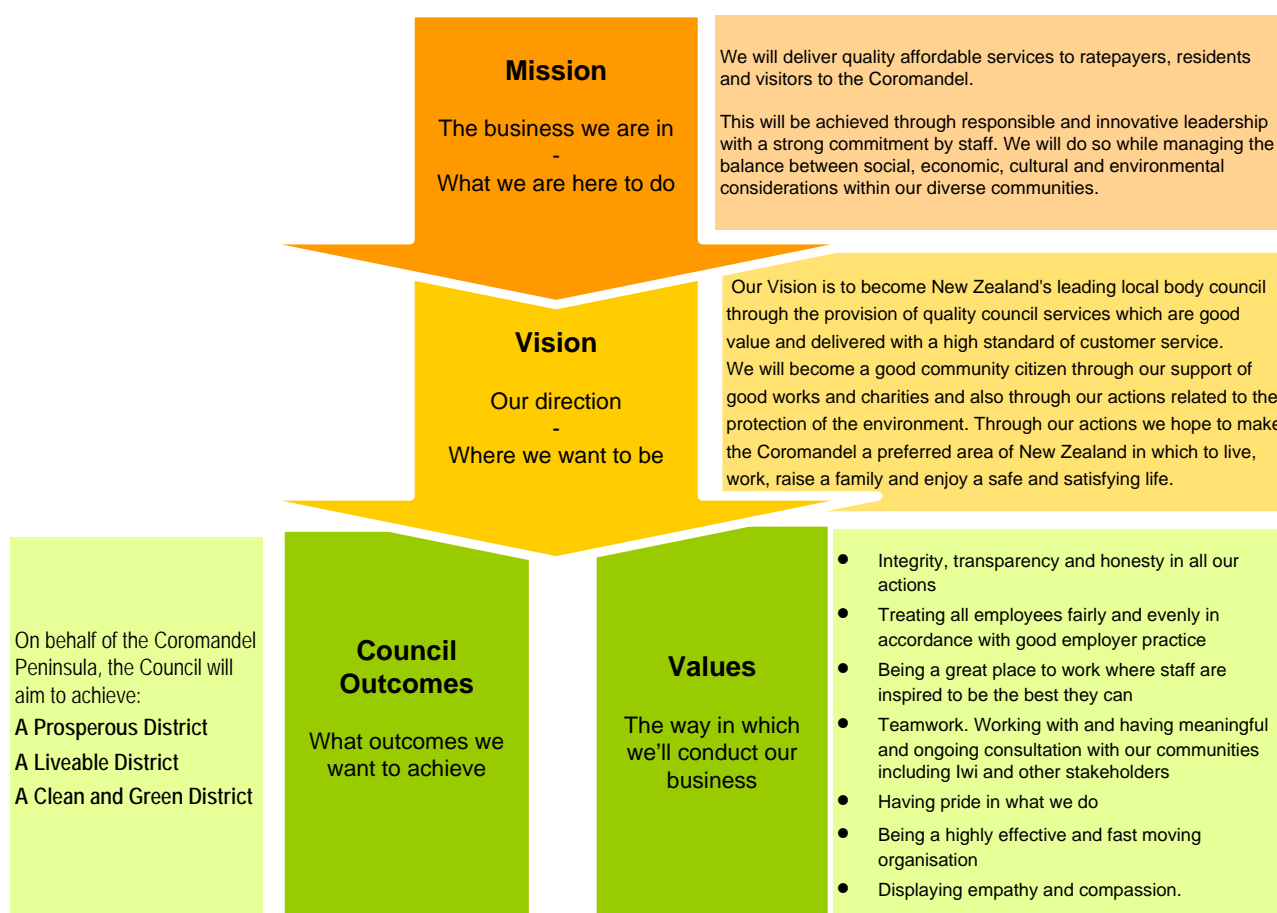 Mission
The business we are in
-
What we are here to do
We will deliver quality affordable services to ratepayers, residents
and visitors to the Coromandel.
This will be achieved through responsible and innovative leadership
with a strong commitment by staff. We will do so while managing the
balance between social, economic, cultural and environmental
considerations within our diverse communities.
Vision
Our direction
-
Where we want to be
Our Vision is to become New Zealand's leading local body council
through the provision of quality council services which are good
value and delivered with a high standard of customer service.
We will become a good community citizen through our support of
good works and charities and also through our actions related to the
protection of the environment. Through our actions we hope to make
the Coromandel a preferred area of New Zealand in which to live,
work, raise a family and enjoy a safe and satisfying life.
On behalf of the Coromandel
Peninsula, the Council will
aim to achieve:
A Prosperous District
A Liveable District
A Clean and Green District
Council
Outcomes
What outcomes we
want to achieve
Values
The way in which
we'll conduct our
business
● Integrity, transparency and honesty in all our
actions
● Treating all employees fairly and evenly in
accordance with good employer practice
● Being a great place to work where staff are
inspired to be the best they can
● Teamwork. Working with and having meaningful
and ongoing consultation with our communities
including Iwi and other stakeholders
● Having pride in what we do
● Being a highly effective and fast moving
organisation
● Displaying empathy and compassion.